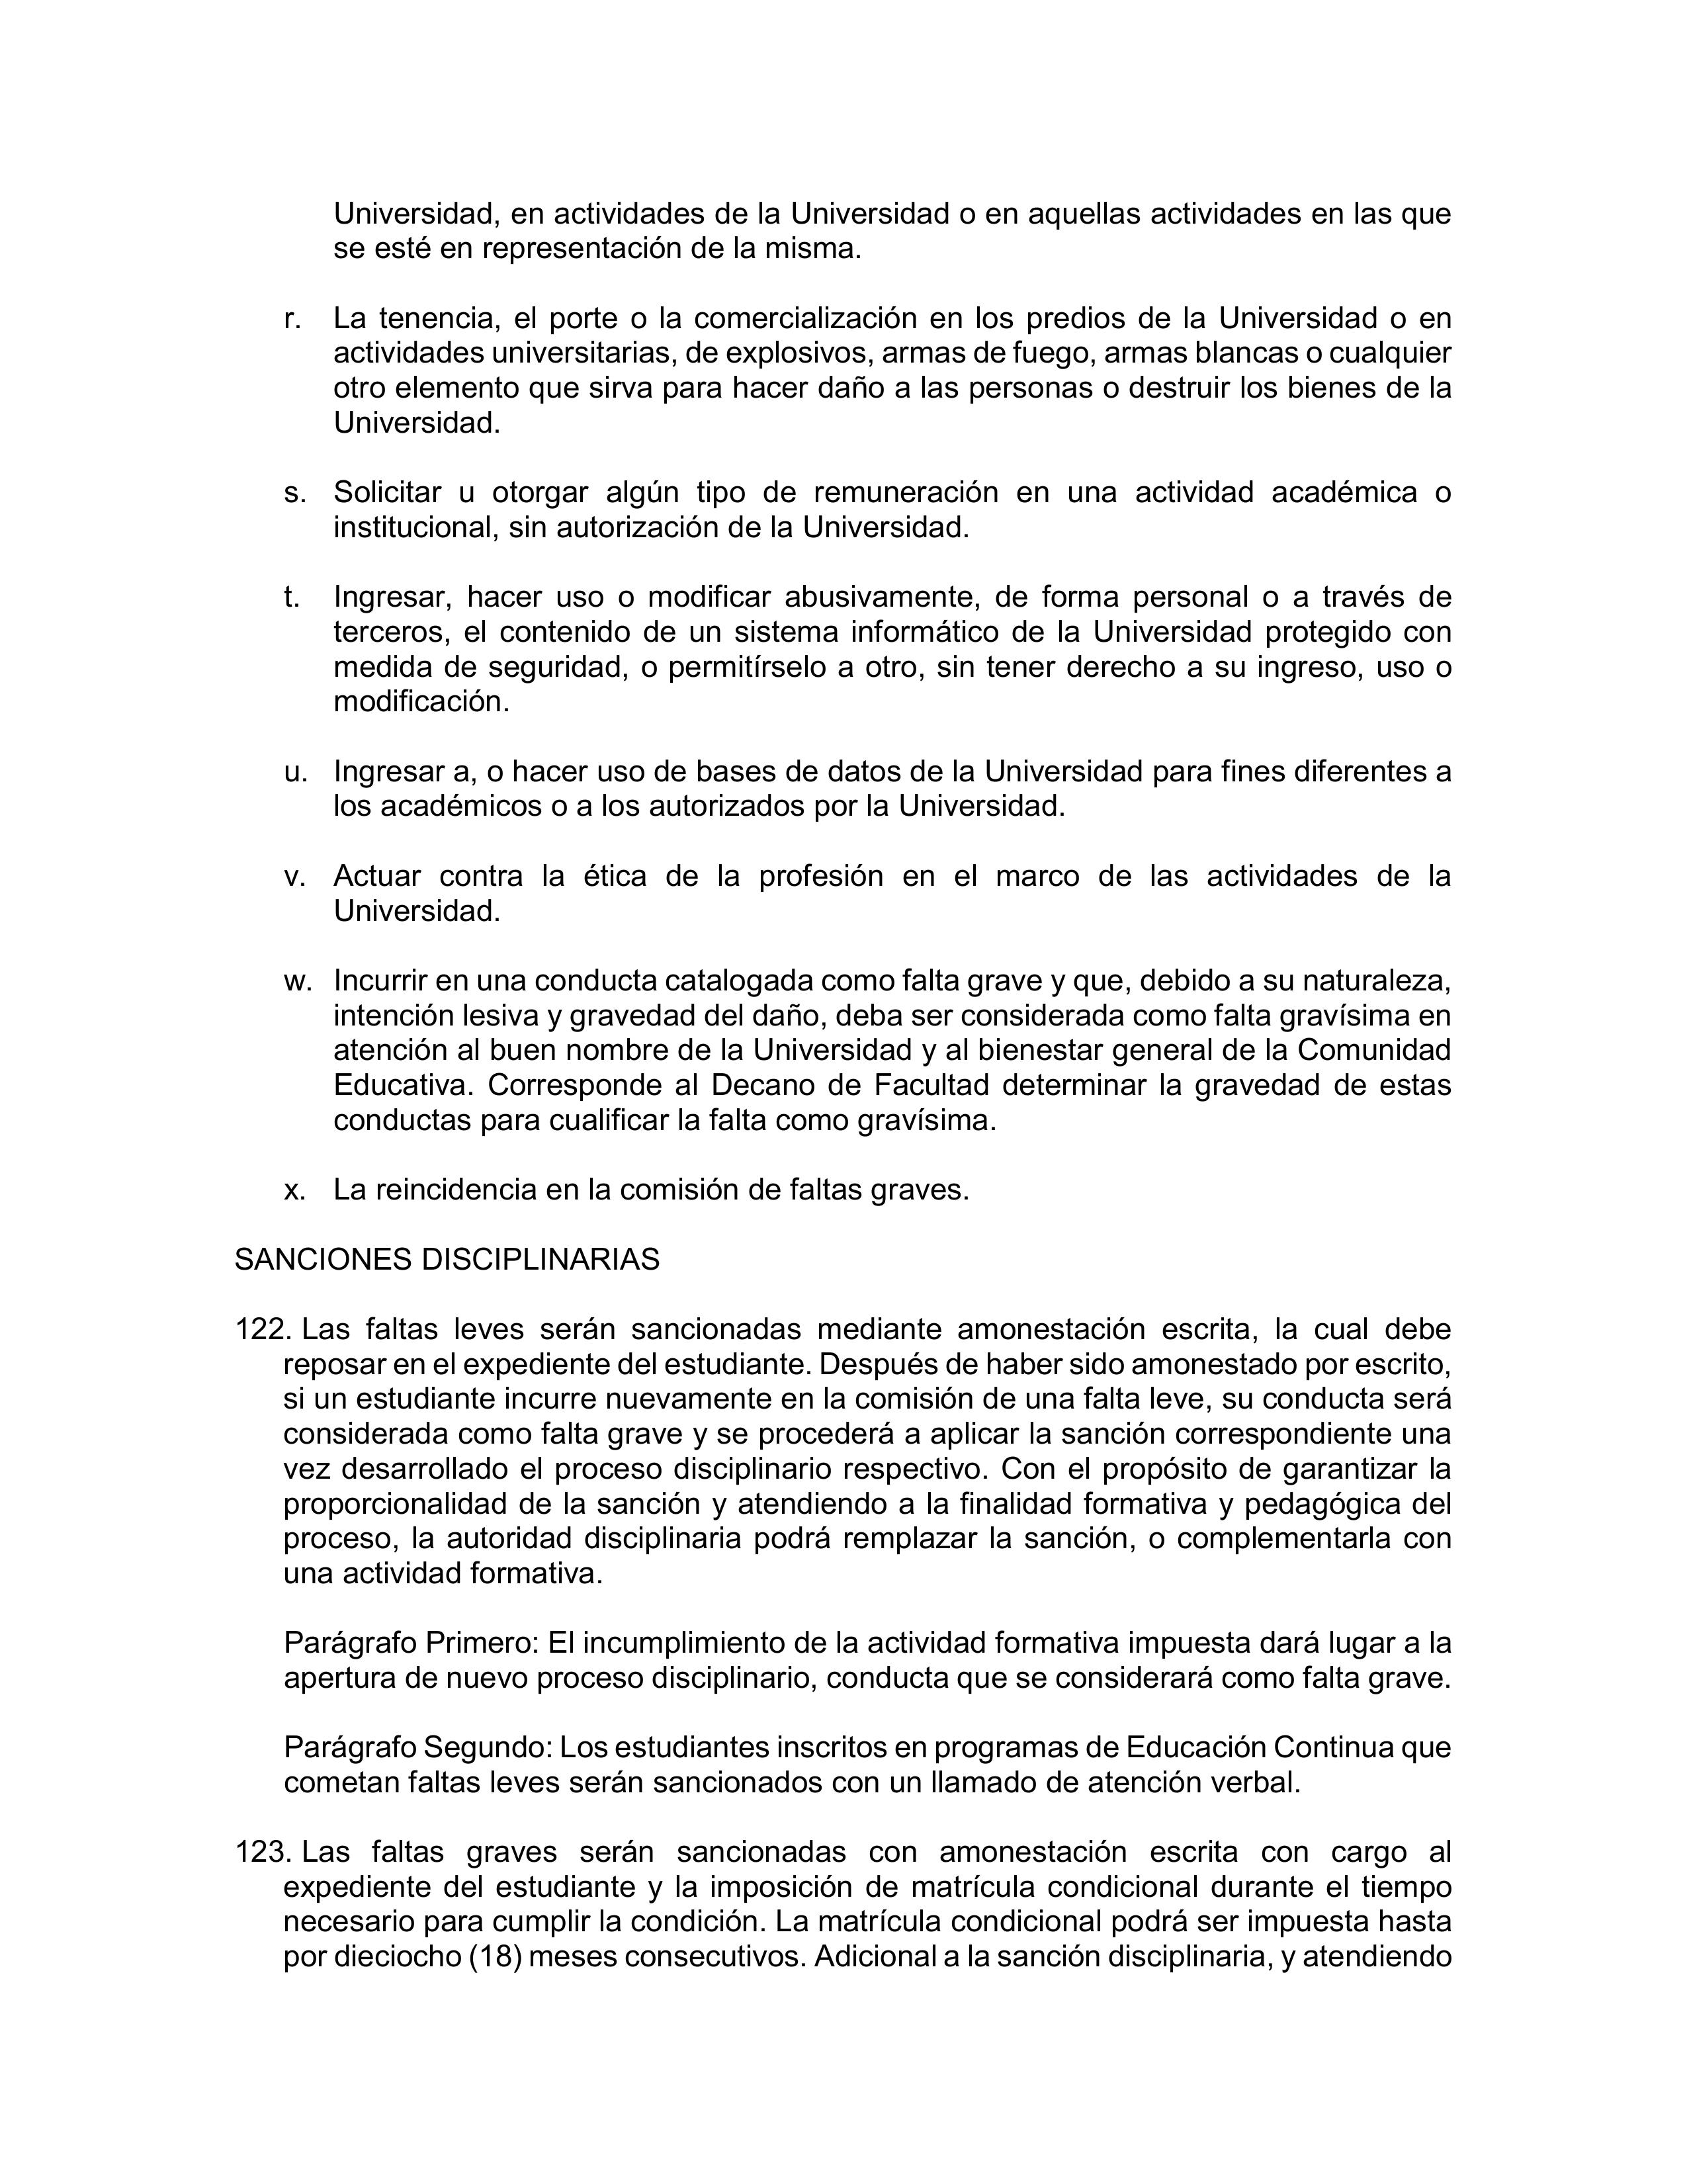 Universidad, en actividades de la Universidad o en aquellas actividades en las que
se esté en representación de la misma.
r. La tenencia, el porte o la comercialización en los predios de la Universidad o en
actividades universitarias, de explosivos, armas de fuego, armas blancas o cualquier
otro elemento que sirva para hacer daño a las personas o destruir los bienes de la
Universidad.
s. Solicitar u otorgar algún tipo de remuneración en una actividad académica o
institucional, sin autorización de la Universidad.
t. Ingresar, hacer uso o modificar abusivamente, de forma personal o a través de
terceros, el contenido de un sistema informático de la Universidad protegido con
medida de seguridad, o permitírselo a otro, sin tener derecho a su ingreso, uso o
modificación.
u. Ingresar a, o hacer uso de bases de datos de la Universidad para fines diferentes a
los académicos o a los autorizados por la Universidad.
v. Actuar contra la ética de la profesión en el marco de las actividades de la
Universidad.
w. Incurrir en una conducta catalogada como falta grave y que, debido a su naturaleza,
intención lesiva y gravedad del daño, deba ser considerada como falta gravísima en
atención al buen nombre de la Universidad y al bienestar general de la Comunidad
Educativa. Corresponde al Decano de Facultad determinar la gravedad de estas
conductas para cualificar la falta como gravísima.
x. La reincidencia en la comisión de faltas graves.
SANCIONES DISCIPLINARIAS
122. Las faltas leves serán sancionadas mediante amonestación escrita, la cual debe
reposar en el expediente del estudiante. Después de haber sido amonestado por escrito,
si un estudiante incurre nuevamente en la comisión de una falta leve, su conducta será
considerada como falta grave y se procederá a aplicar la sanción correspondiente una
vez desarrollado el proceso disciplinario respectivo. Con el propósito de garantizar la
proporcionalidad de la sanción y atendiendo a la finalidad formativa y pedagógica del
proceso, la autoridad disciplinaria podrá remplazar la sanción, o complementarla con
una actividad formativa.
Parágrafo Primero: El incumplimiento de la actividad formativa impuesta dará lugar a la
apertura de nuevo proceso disciplinario, conducta que se considerará como falta grave.
Parágrafo Segundo: Los estudiantes inscritos en programas de Educación Continua que
cometan faltas leves serán sancionados con un llamado de atención verbal.
123. Las faltas graves serán sancionadas con amonestación escrita con cargo al
expediente del estudiante y la imposición de matrícula condicional durante el tiempo
necesario para cumplir la condición. La matrícula condicional podrá ser impuesta hasta
por dieciocho (18) meses consecutivos. Adicional a la sanción disciplinaria, y atendiendo